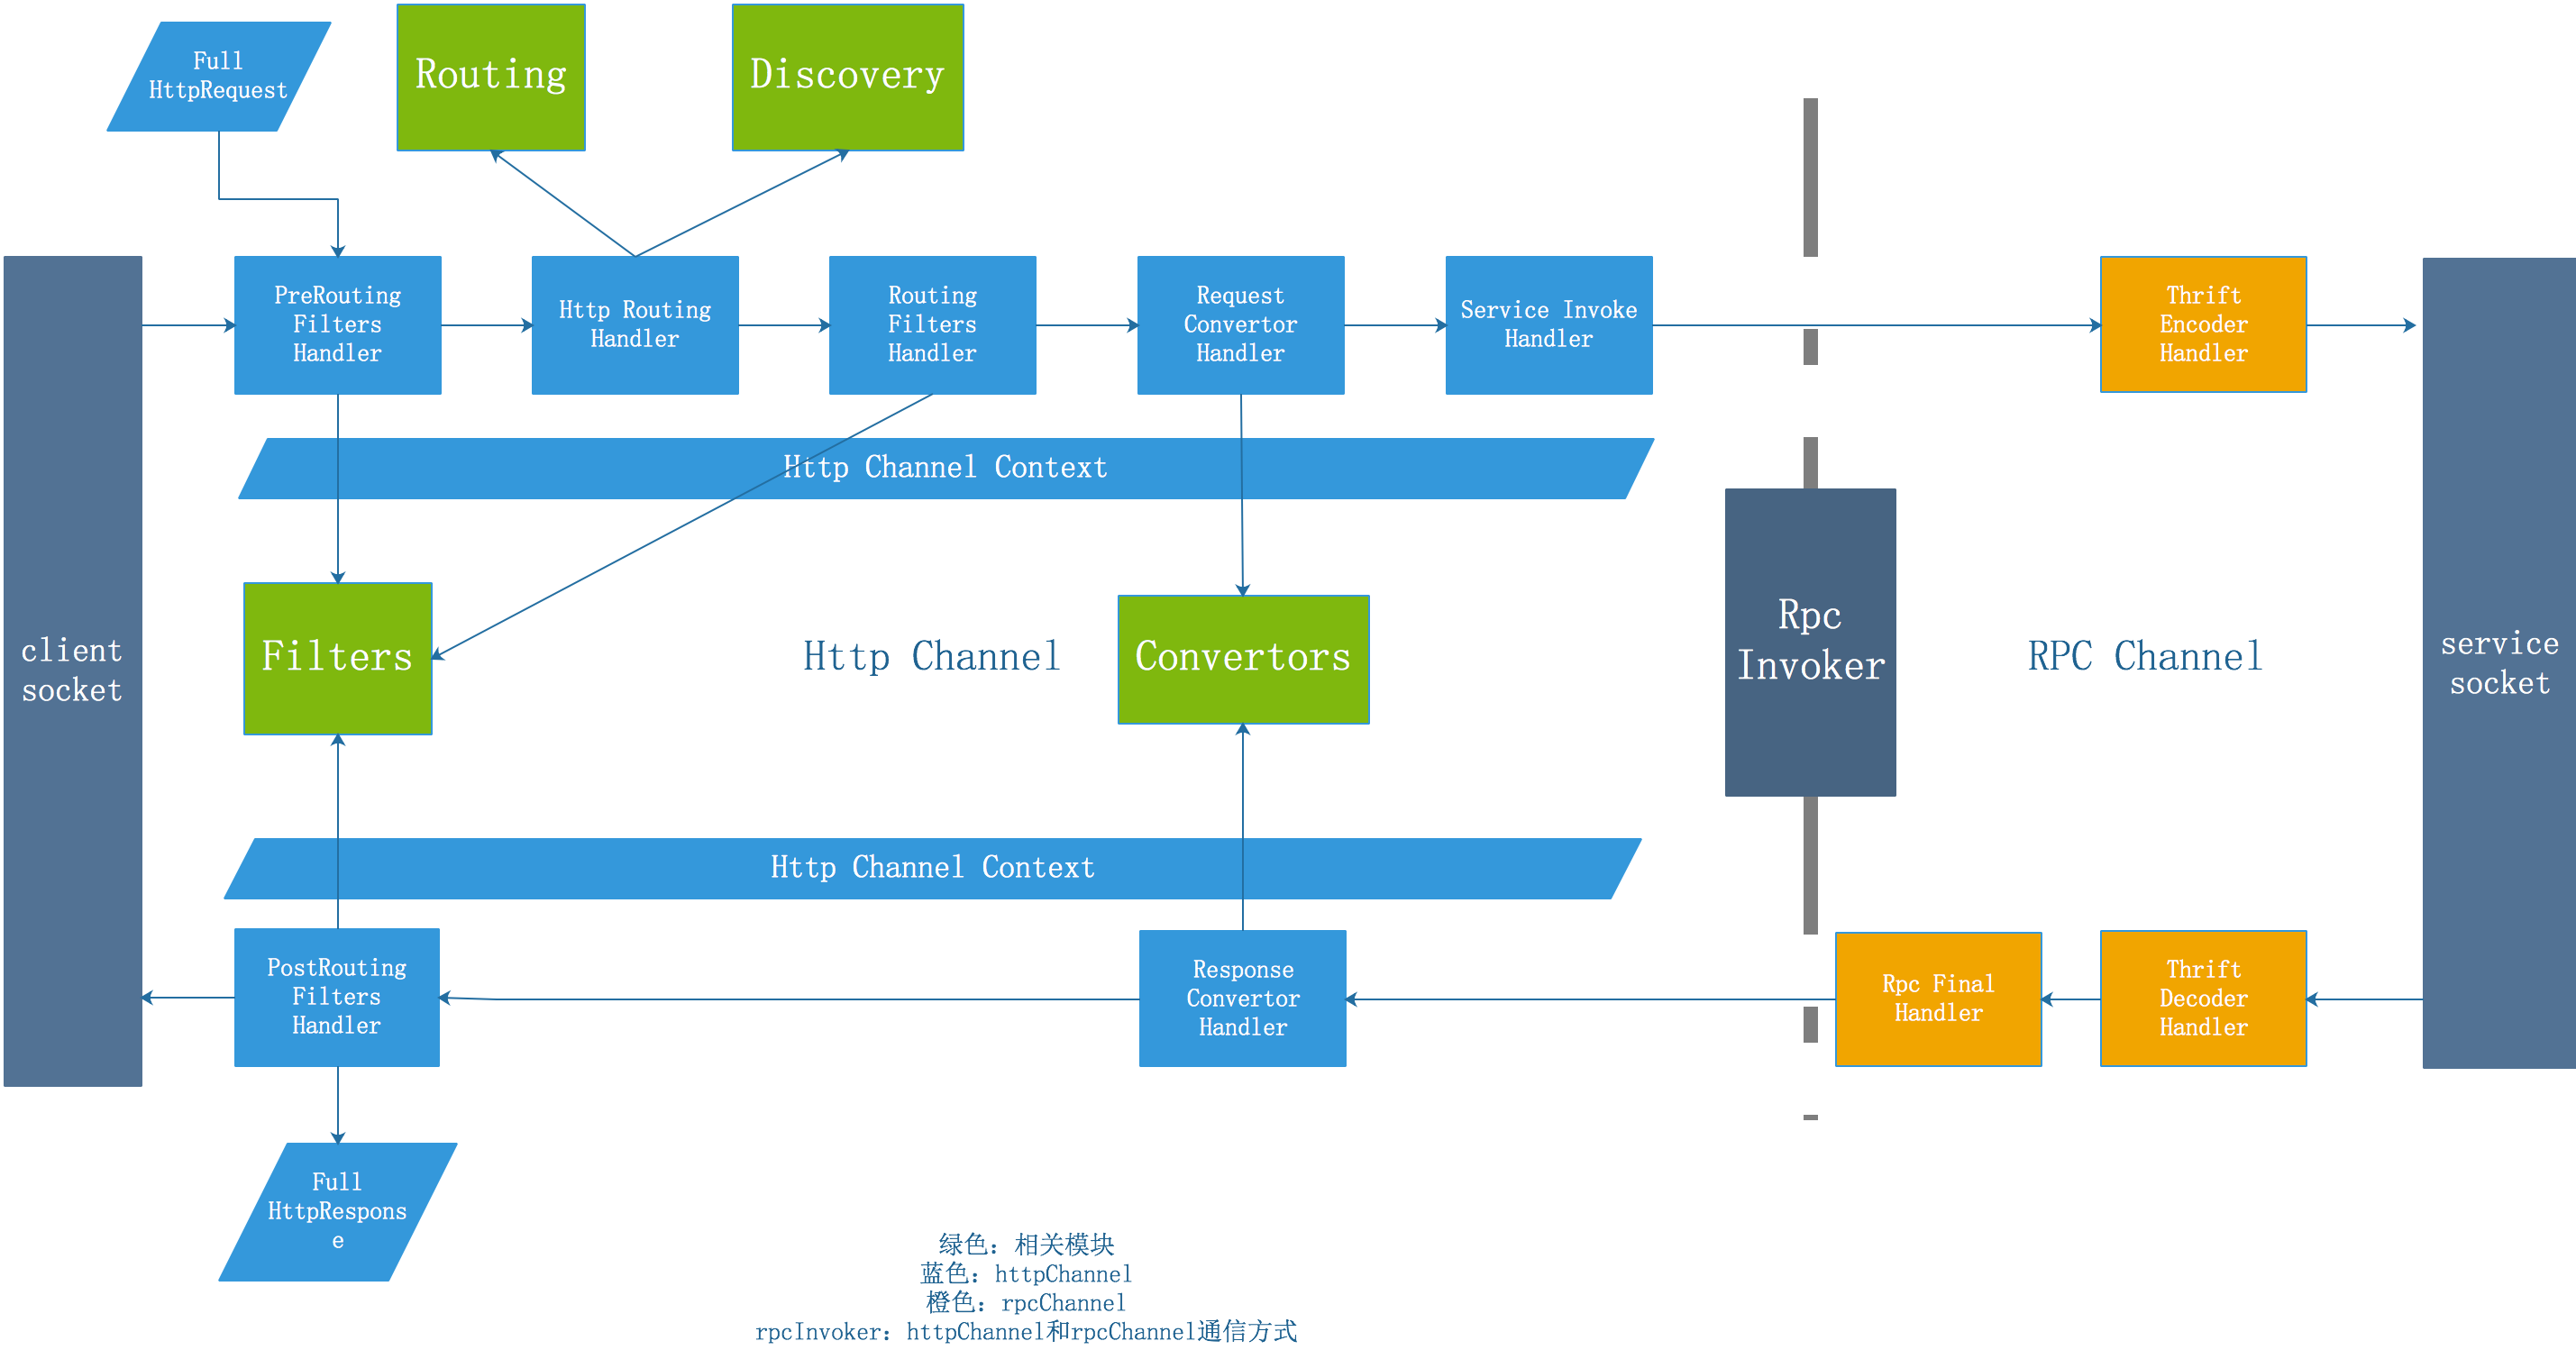 Full
HttpRequest
Routing
Discovery
PreRouting
Filters
Handler
Http Routing
Handler
Routing
Filters
Handler
Request
Convertor
Handler
Service Invoke
Handler
Thrift
Encoder
Handler
Http Channel Context
client
socket
Filters
Http Channel
Convertors
Rpc
Invoker
RPC Channel
service
socket
Http Channel Context
PostRouting
Filters
Handler
Response
Convertor
Handler
Rpc Final
Handler
Thrift
Decoder
Handler
Full
HttpRespons
e
绿色：相关模块
蓝色：httpChannel
橙色：rpcChannel
rpcInvoker：httpChannel和rpcChannel通信方式